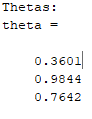 Thetas:
theta =
0.3601
0.9844
0.7642